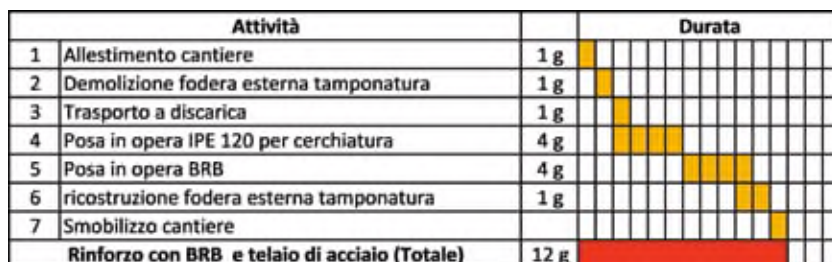 Attività Durata
1 Allestimento cantiere 1 g
2 Demolizione fodera esterna tamponatura 1 g
3 Trasporto a discarica 1 g
4 Posa in opera IPE 120 per cerchiatura 4 g
5 Posa in opera BRB 4 g
6 ricostruzione fodera esterna tamponatura 1 g
7 Smobilizzo cantiere
Rinforzo con BRB e telaio di acciaio (Totale) 12 g